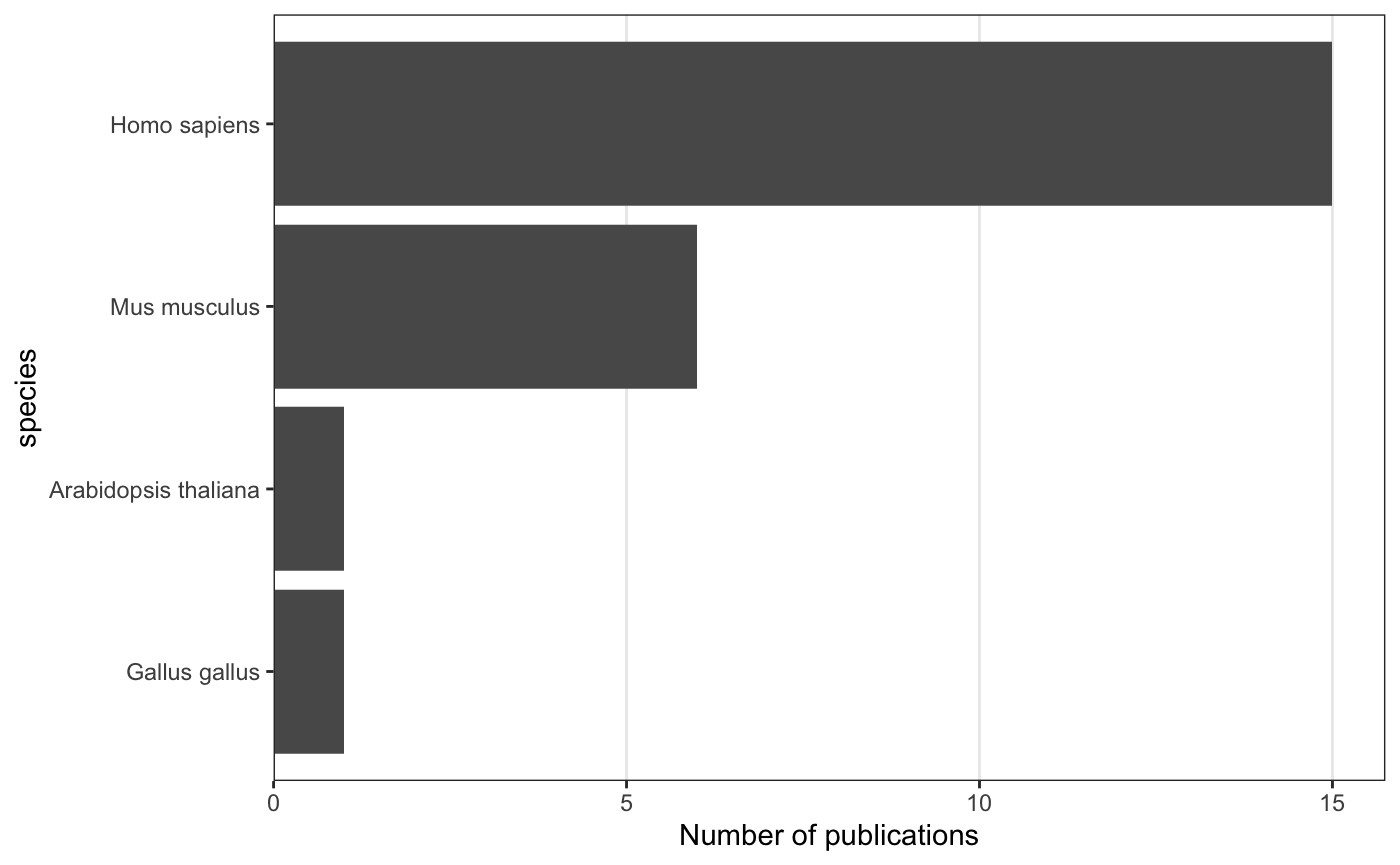 species
Homo sapiens
Mus musculus
Arabidopsis thaliana
Gallus gallus
0
5
10
15
Number of publications